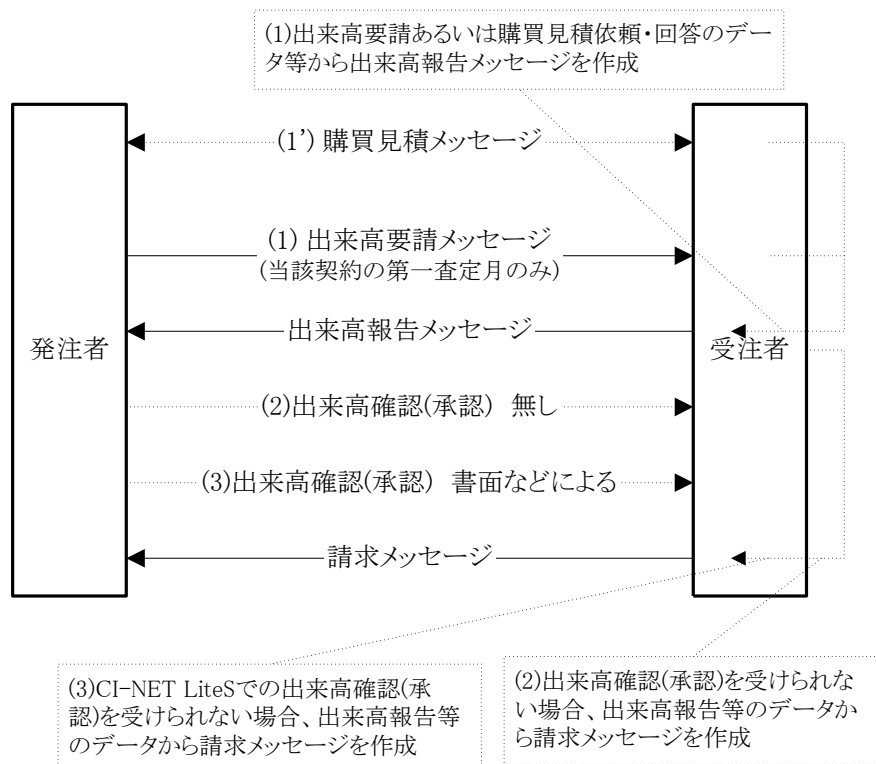 (1)出来高要請あるいは購買見積依頼・回答のデー
タ等から出来高報告メッセージを作成
(1’) 購買見積メッセージ
(1) 出来高要請メッセージ
(当該契約の第一査定月のみ)
出来高報告メッセージ
発注者
受注者
(2)出来高確認(承認) 無し
(3)出来高確認(承認) 書面などによる
請求メッセージ
(3)CI-NET LiteSでの出来高確認(承
認)を受けられない場合、出来高報告等
のデータから請求メッセージを作成
(2)出来高確認(承認)を受けられな
い場合、出来高報告等のデータか
ら請求メッセージを作成